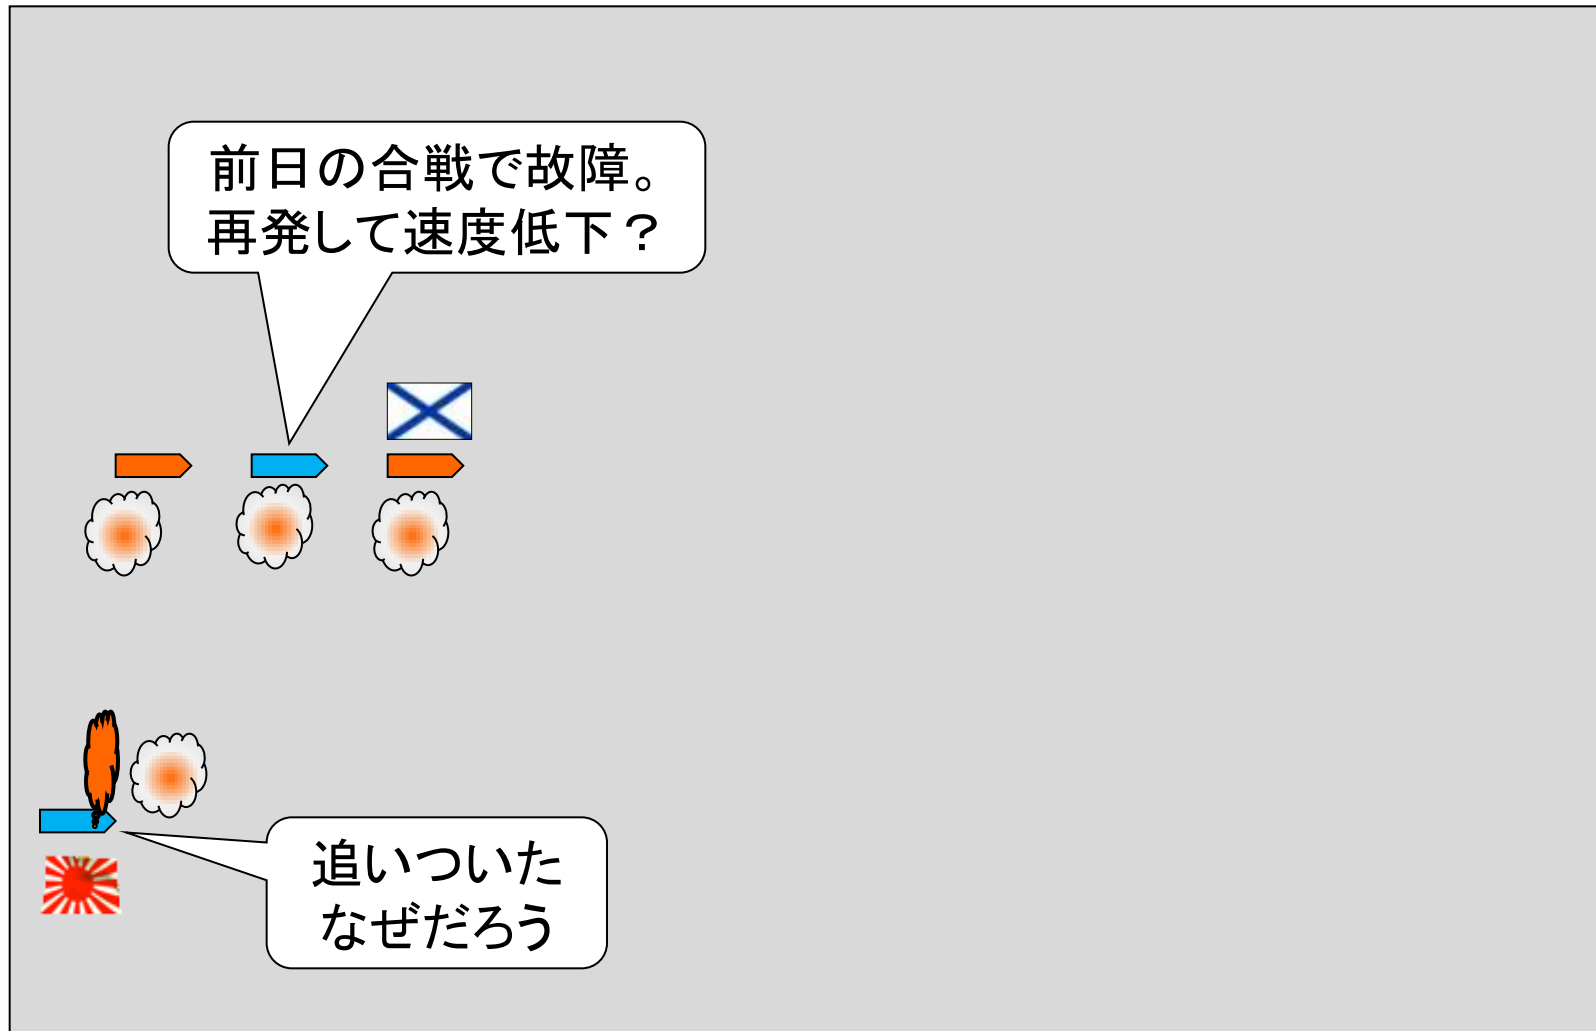 前日の合戦で故障。
再発して速度低下？
追いついた
なぜだろう